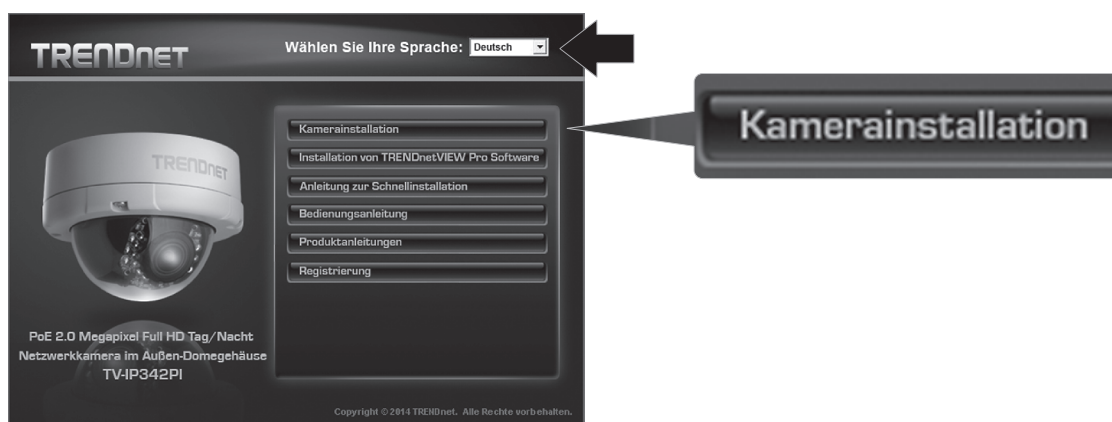 TRENDnet
Wählen Sie Ihre Sprache: Deutsch
TRENDnet
Kamerainstallation
Installation von TRENDnetVIEW Pro Software
Anleitung zur Schnellinstallation
Bedienungsanleitung
Produktanleitungen
Registrierung
PoE 2.0 Megapixel Full HD Tag/Nacht
Netzwerkkamera im Außen-Domegehäuse
TV-IP342PI
Copyright © 2014 TRENDnet. Alle Rechte vorbehalten.
Kamerainstallation